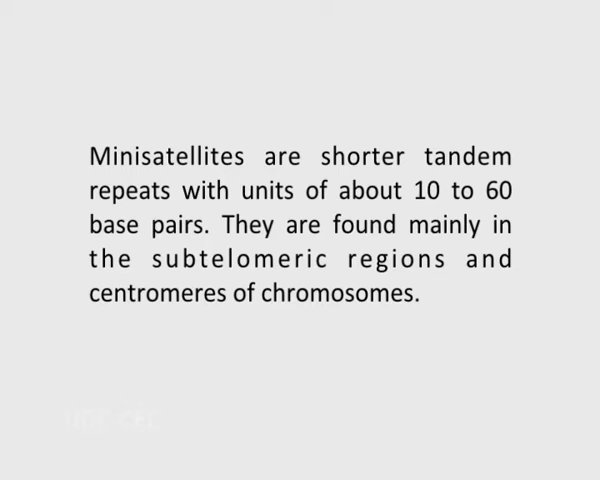 Minisatellites are shorter tandem
repeats with units of about 10 to 60
base pairs. They are found mainly in
the subtelomeric regions and
centromeres of chromosomes.